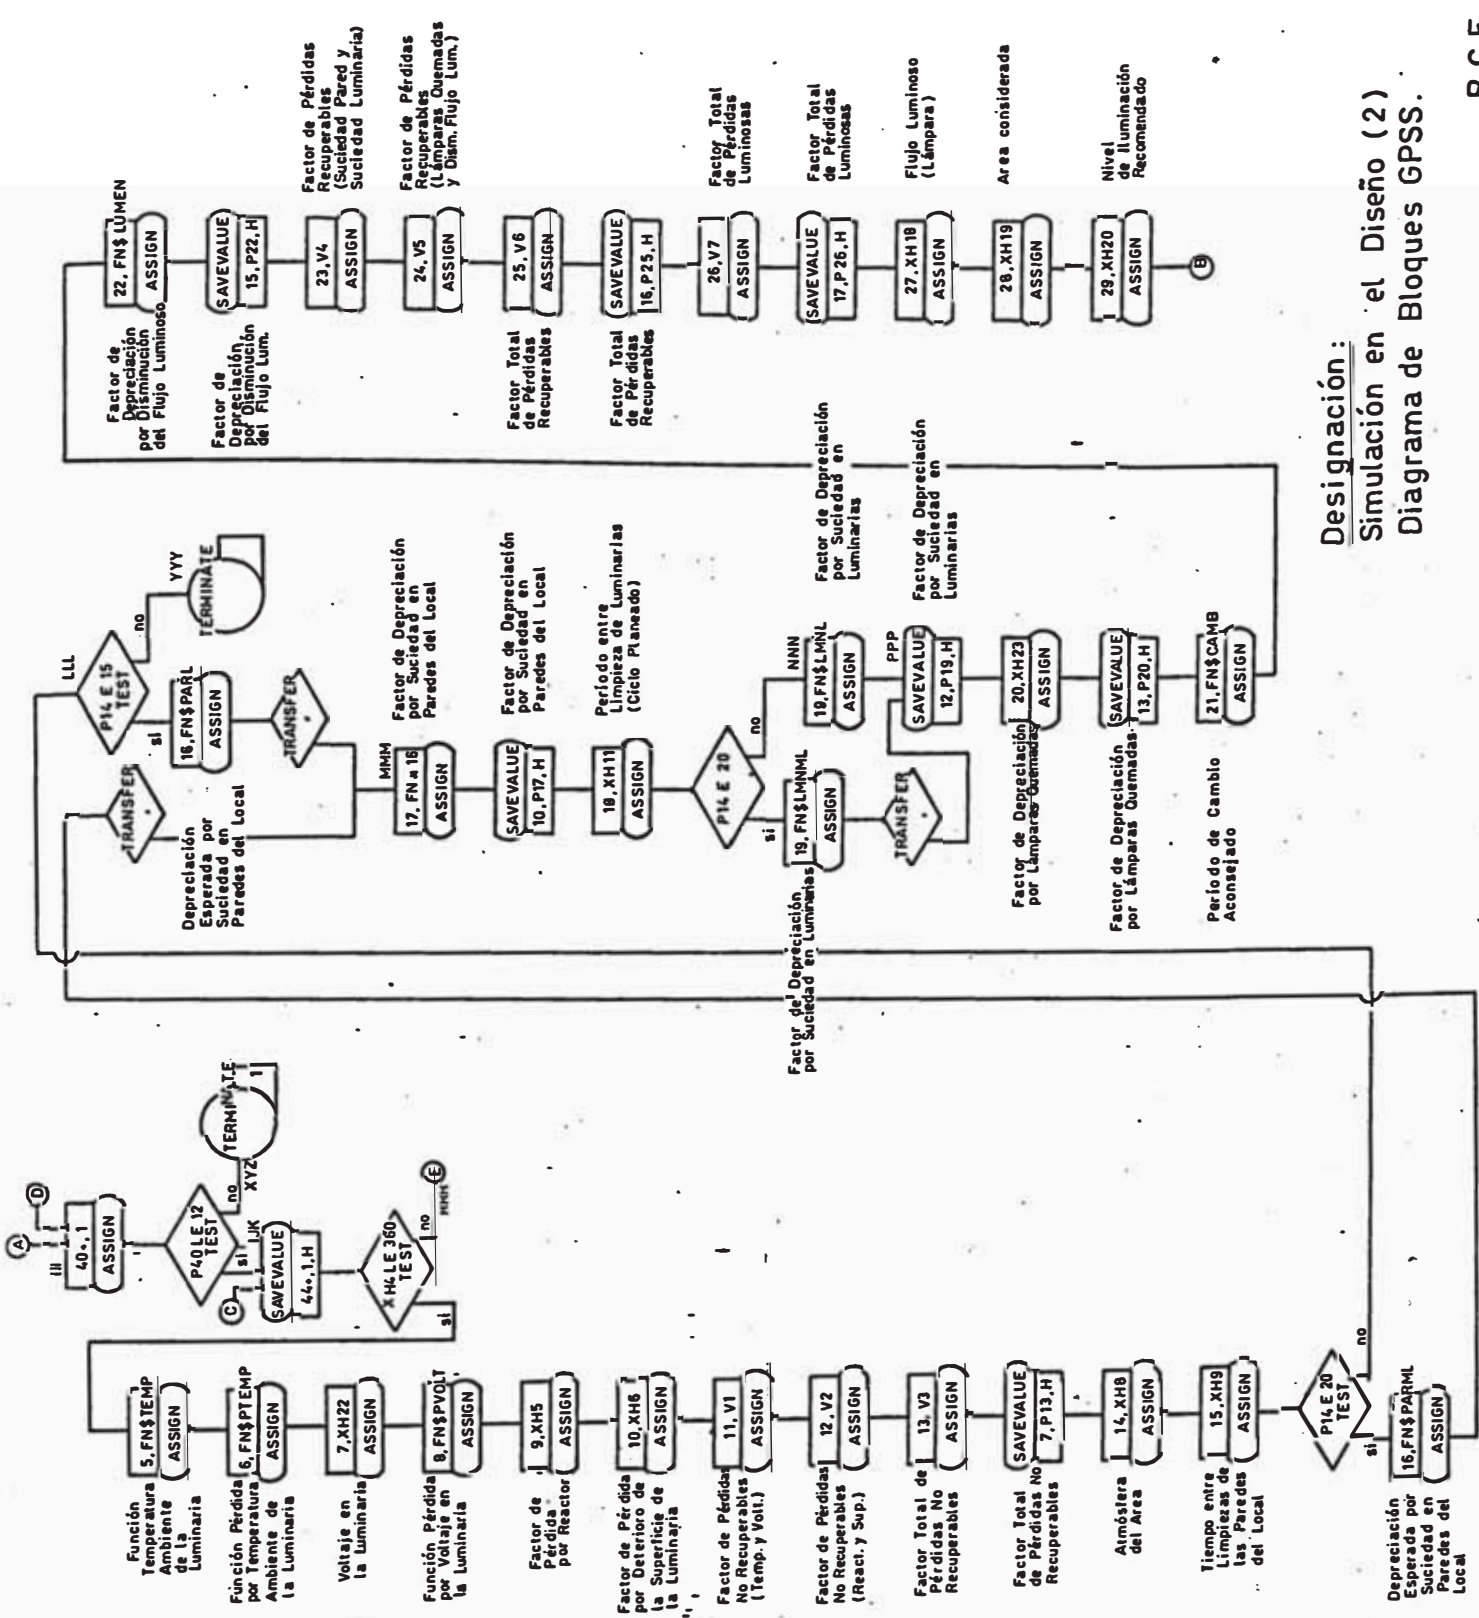 A
D
III
40+,1
ASSIGN
P40 LE 12
TEST
no
XYZ
TERMINATE
1
si
IJK
C
SAVEVALUE
44+,1,H
XH4 LE 360
TEST
no
E
si
Función
Temperatura
Ambiente
de la
Luminaria
5,FN$TEMP
ASSIGN
Función Pérdida
por Temperatura
Ambiente de
la Luminaria
6,FN$PTEMP
ASSIGN
Voltaje en
la Luminaria
7,XH22
ASSIGN
Función Pérdida
por Voltaje en
la Luminaria
8,FN$PVOLT
ASSIGN
Factor de
Pérdida
por Reactor
9,XH5
ASSIGN
Factor de Pérdida
por Deterioro de
la Superficie de
la Luminaria
10,XH6
ASSIGN
Factor de Pérdidas
No Recuperables
(Temp. y Volt.)
11,V1
ASSIGN
Factor de Pérdidas
No Recuperables
(React. y Sup.)
12,V2
ASSIGN
Factor Total de
Pérdidas No
Recuperables
13,V3
ASSIGN
Factor Total
de Pérdidas No
Recuperables
SAVEVALUE
7,P13,H
Atmósfera
del Area
14,XH8
ASSIGN
Tiempo entre
Limpiezas de
las Paredes
del Local
15,XH9
ASSIGN
P14 E 20
TEST
no
si
Depreciación
Esperada por
Suciedad en
Paredes del
Local
16,FN$PARML
ASSIGN
TRANSFER
Depreciación
Esperada por
Suciedad en
Paredes del Local
LLL
P14 E 15
TEST
no
YYY
TERMINATE
si
16,FN$PARL
ASSIGN
TRANSFER
MMM
17,FN*16
ASSIGN
Factor de Depreciación
por Suciedad en
Paredes del Local
SAVEVALUE
10,P17,H
Factor de Depreciación
por Suciedad en
Paredes del Local
18,XH11
ASSIGN
Período entre
Limpieza de Luminarias
(Ciclo Planeado)
P14 E 20
no
si
19,FN$LMNML
ASSIGN
Factor de Depreciación
por Suciedad en Luminarias
TRANSFER
NNN
19,FN$LMNL
ASSIGN
Factor de Depreciación
por Suciedad en
Luminarias
PPP
SAVEVALUE
12,P19,H
Factor de Depreciación
por Suciedad en
Luminarias
20,XH23
ASSIGN
Factor de Depreciación
por Lámparas Quemadas
SAVEVALUE
13,P20,H
Factor de Depreciación
por Lámparas Quemadas
21,FN$CAMB
ASSIGN
Período de Cambio
Aconsejado
Factor de
Depreciación
por Disminución
del Flujo Luminoso
22,FN$LUMEN
ASSIGN
Factor de
Depreciación
por Disminución
del Flujo Lum.
SAVEVALUE
15,P22,H
23,V4
ASSIGN
Factor de Pérdidas
Recuperables
(Suciedad Pared y
Suciedad Luminaria)
24,V5
ASSIGN
Factor de Pérdidas
Recuperables
(Lámparas Quemadas
y Dism. Flujo Lum.)
Factor Total
de Pérdidas
Recuperables
25,V6
ASSIGN
Factor Total
de Pérdidas
Recuperables
SAVEVALUE
16,P25,H
26,V7
ASSIGN
Factor Total
de Pérdidas
Luminosas
SAVEVALUE
17,P26,H
Factor Total
de Pérdidas
Luminosas
27,XH18
ASSIGN
Flujo Luminoso
(Lámpara)
28,XH19
ASSIGN
Area considerada
29,XH20
ASSIGN
Nivel
de Iluminación
Recomendado
B
Designación:
Simulación en el Diseño (2)
Diagrama de Bloques GPSS.